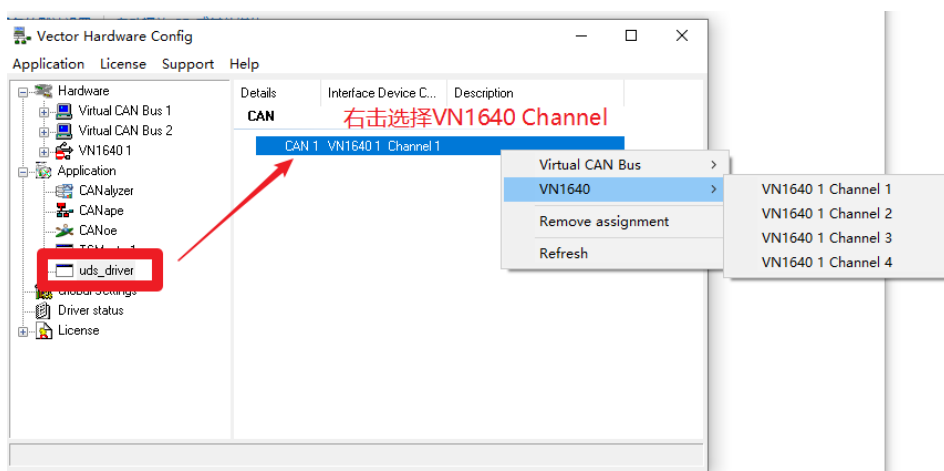 Vector Hardware Config
Application License Support Help
Hardware
Virtual CAN Bus 1
Virtual CAN Bus 2
VN1640 1
Application
CANalyzer
CANape
CANoe
uds_driver
Global Settings
Driver status
License
Details Interface Device C... Description
CAN
右击选择VN1640 Channel
CAN 1 VN1640 1 Channel 1
Virtual CAN Bus
VN1640
Remove assignment
Refresh
VN1640 1 Channel 1
VN1640 1 Channel 2
VN1640 1 Channel 3
VN1640 1 Channel 4